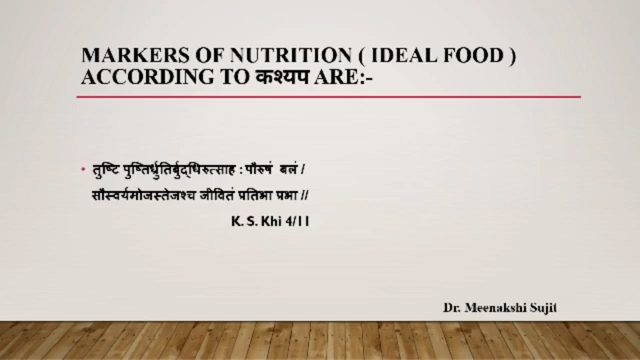 MARKERS OF NUTRITION ( IDEAL FOOD )
ACCORDING TO कश्यप ARE:-
• तुष्टि पुष्तिर्धुतिर्बुद्धिरुत्साह : पौरुषं बलं /
सौस्वर्यमोजस्तेजश्च जीवितं प्रतिभा प्रभा //
K. S. Khi 4/11
Dr. Meenakshi Sujit